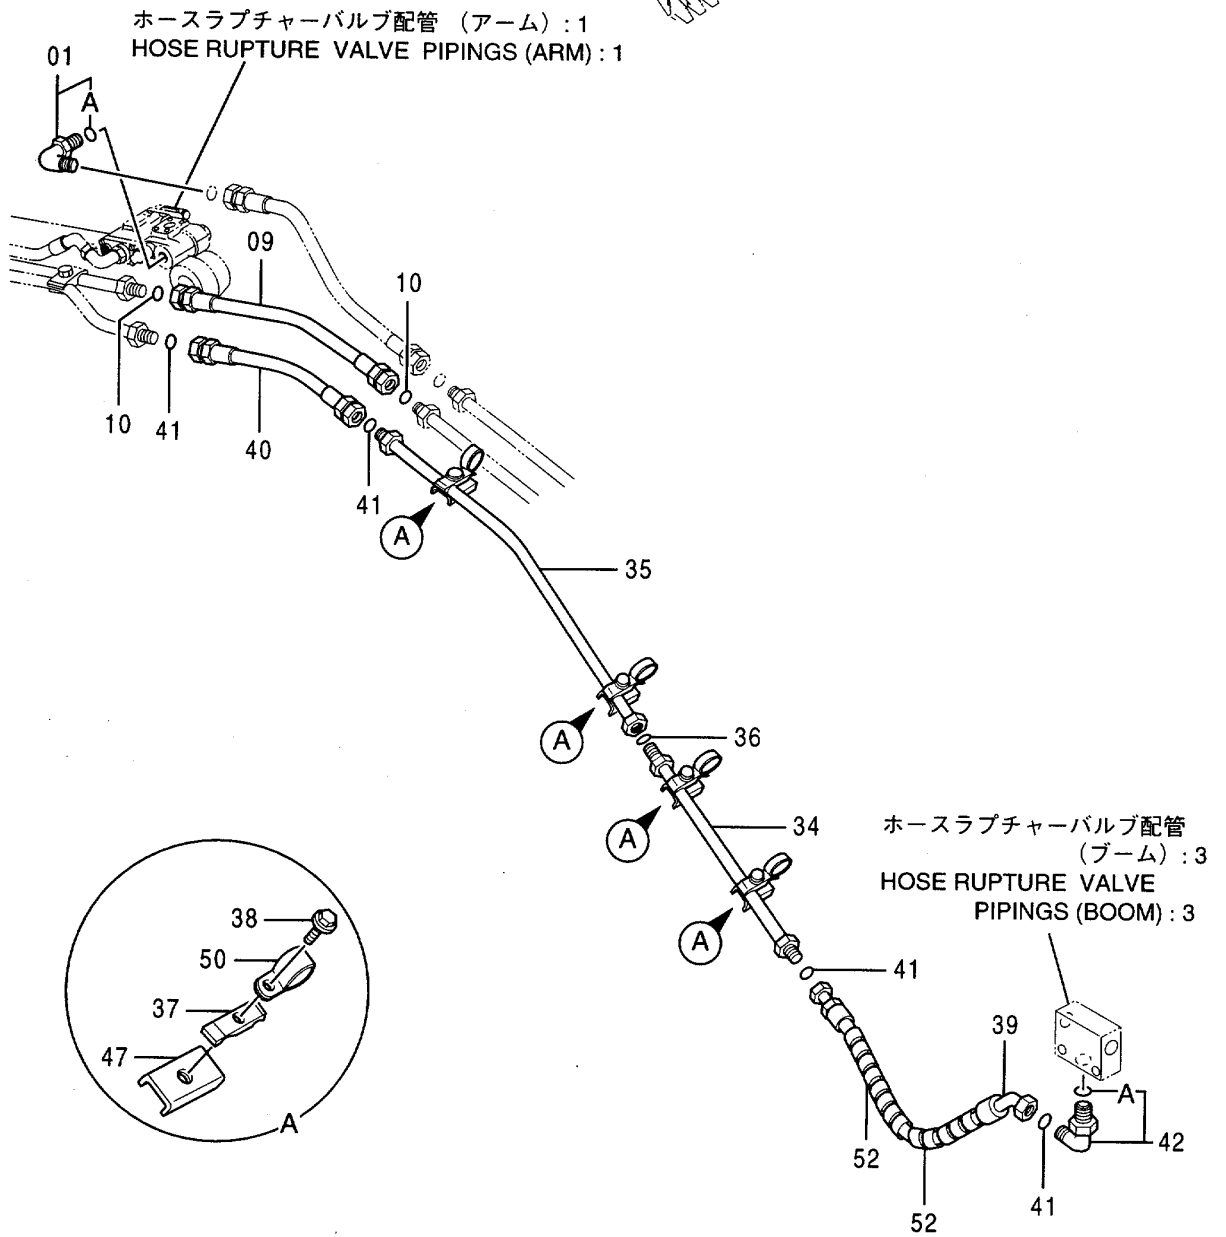 ホースラプチャーバルブ配管 (アーム) : 1
HOSE RUPTURE VALVE PIPINGS (ARM) : 1
01
A
09
10
10
41
40
41
A
35
A
36
A
34
ホースラプチャーバルブ配管
(ブーム) : 3
HOSE RUPTURE VALVE
PIPINGS (BOOM) : 3
A
38
50
37
47
A
41
39
A
42
52
41
52